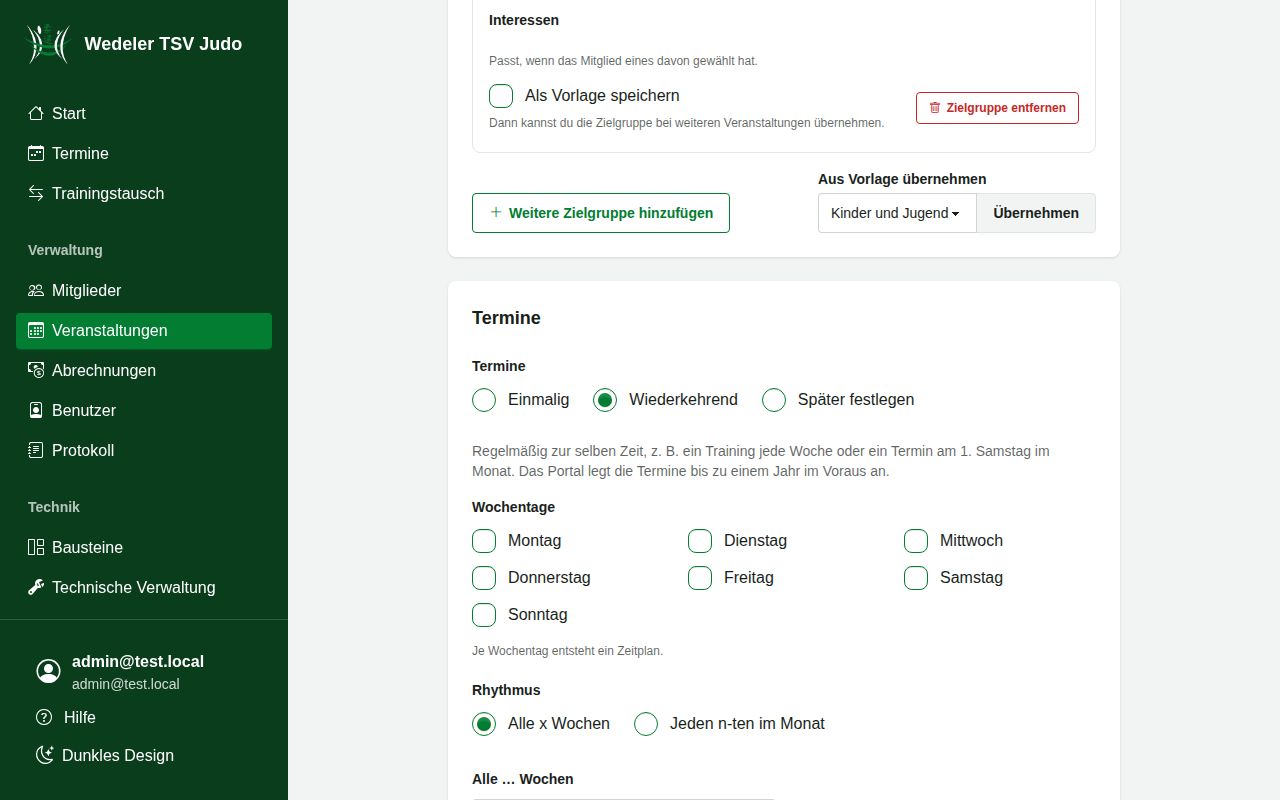 Wedeler TSV Judo
Start
Termine
Trainingstausch
Verwaltung
Mitglieder
Veranstaltungen
Abrechnungen
Benutzer
Protokoll
Technik
Bausteine
Technische Verwaltung
admin@test.local
admin@test.local
Hilfe
Dunkles Design
Interessen
Passt, wenn das Mitglied eines davon gewählt hat.
Als Vorlage speichern
Dann kannst du die Zielgruppe bei weiteren Veranstaltungen übernehmen.
Zielgruppe entfernen
Weitere Zielgruppe hinzufügen
Aus Vorlage übernehmen
Kinder und Jugend
Übernehmen
Termine
Termine
Einmalig
Wiederkehrend
Später festlegen
Regelmäßig zur selben Zeit, z. B. ein Training jede Woche oder ein Termin am 1. Samstag im
Monat. Das Portal legt die Termine bis zu einem Jahr im Voraus an.
Wochentage
Montag
Dienstag
Mittwoch
Donnerstag
Freitag
Samstag
Sonntag
Je Wochentag entsteht ein Zeitplan.
Rhythmus
Alle x Wochen
Jeden n-ten im Monat
Alle … Wochen